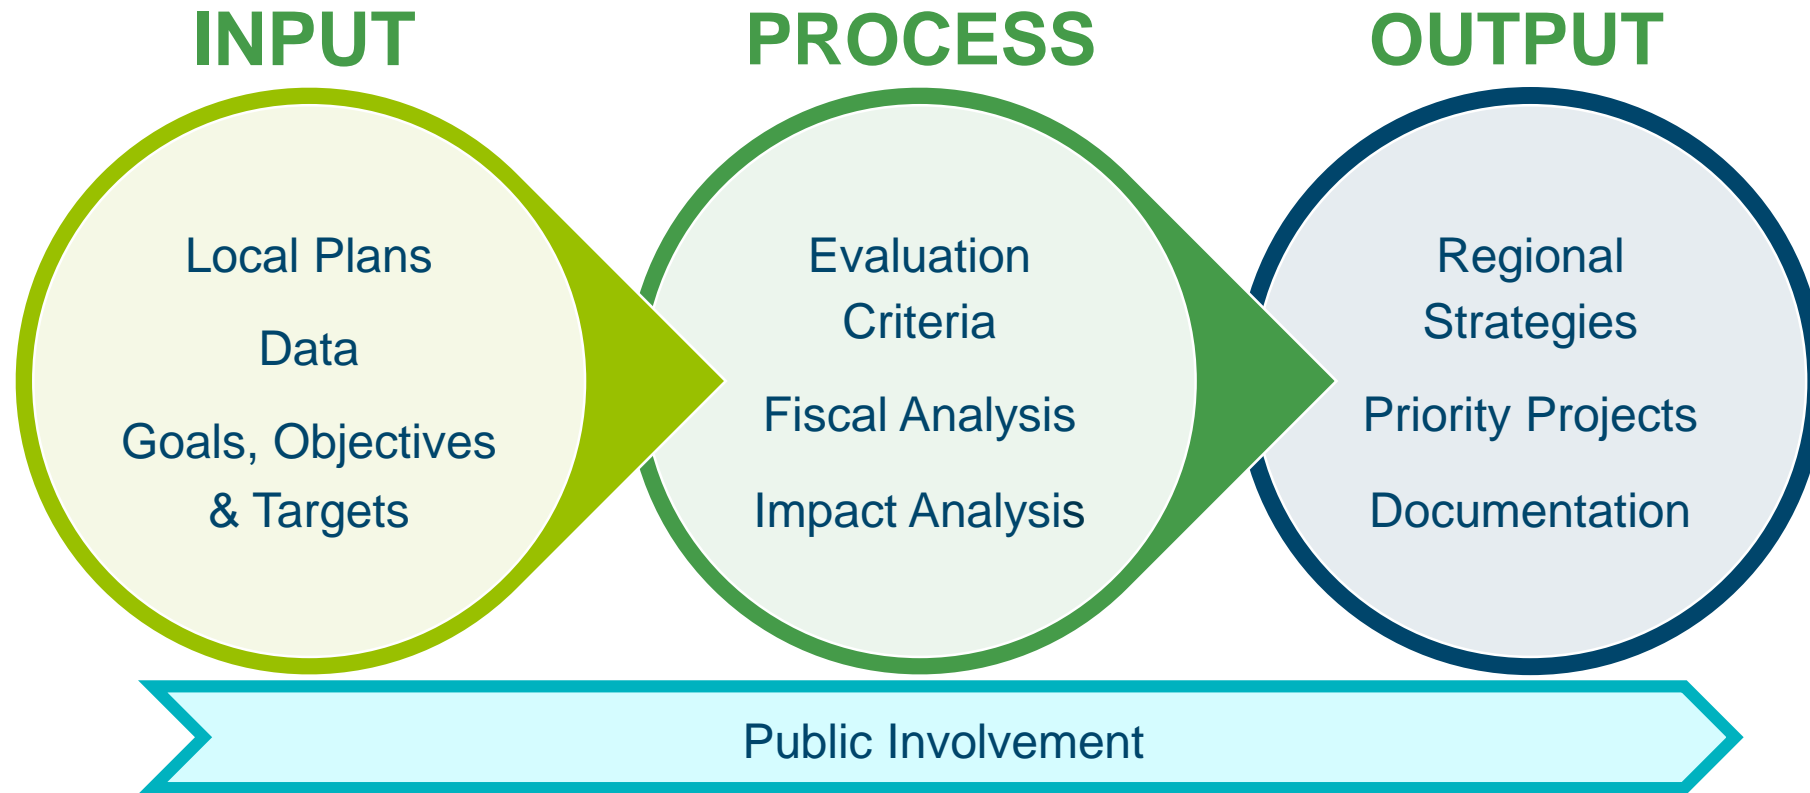 INPUT
PROCESS
OUTPUT
Local Plans
Data
Goals, Objectives
& Targets
Evaluation
Criteria
Fiscal Analysis
Impact Analysis
Regional
Strategies
Priority Projects
Documentation
Public Involvement